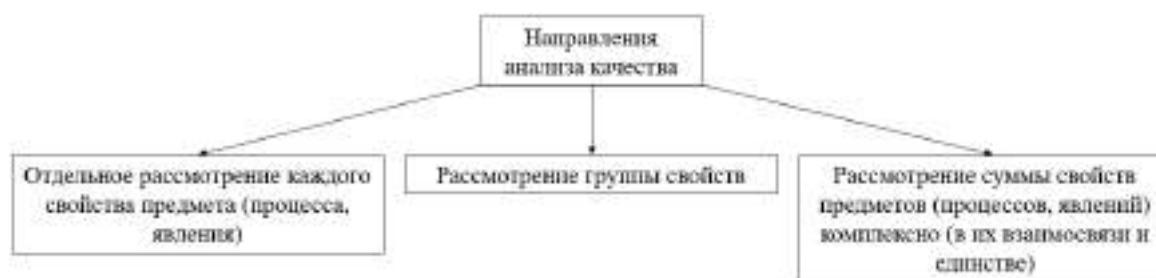 Направления
анализа качества
Отдельное рассмотрение каждого
свойства предмета (процесса,
явления)
Рассмотрение группы свойств
Рассмотрение суммы свойств
предметов (процессов, явлений)
комплексно (в их взаимосвязи и
единстве)